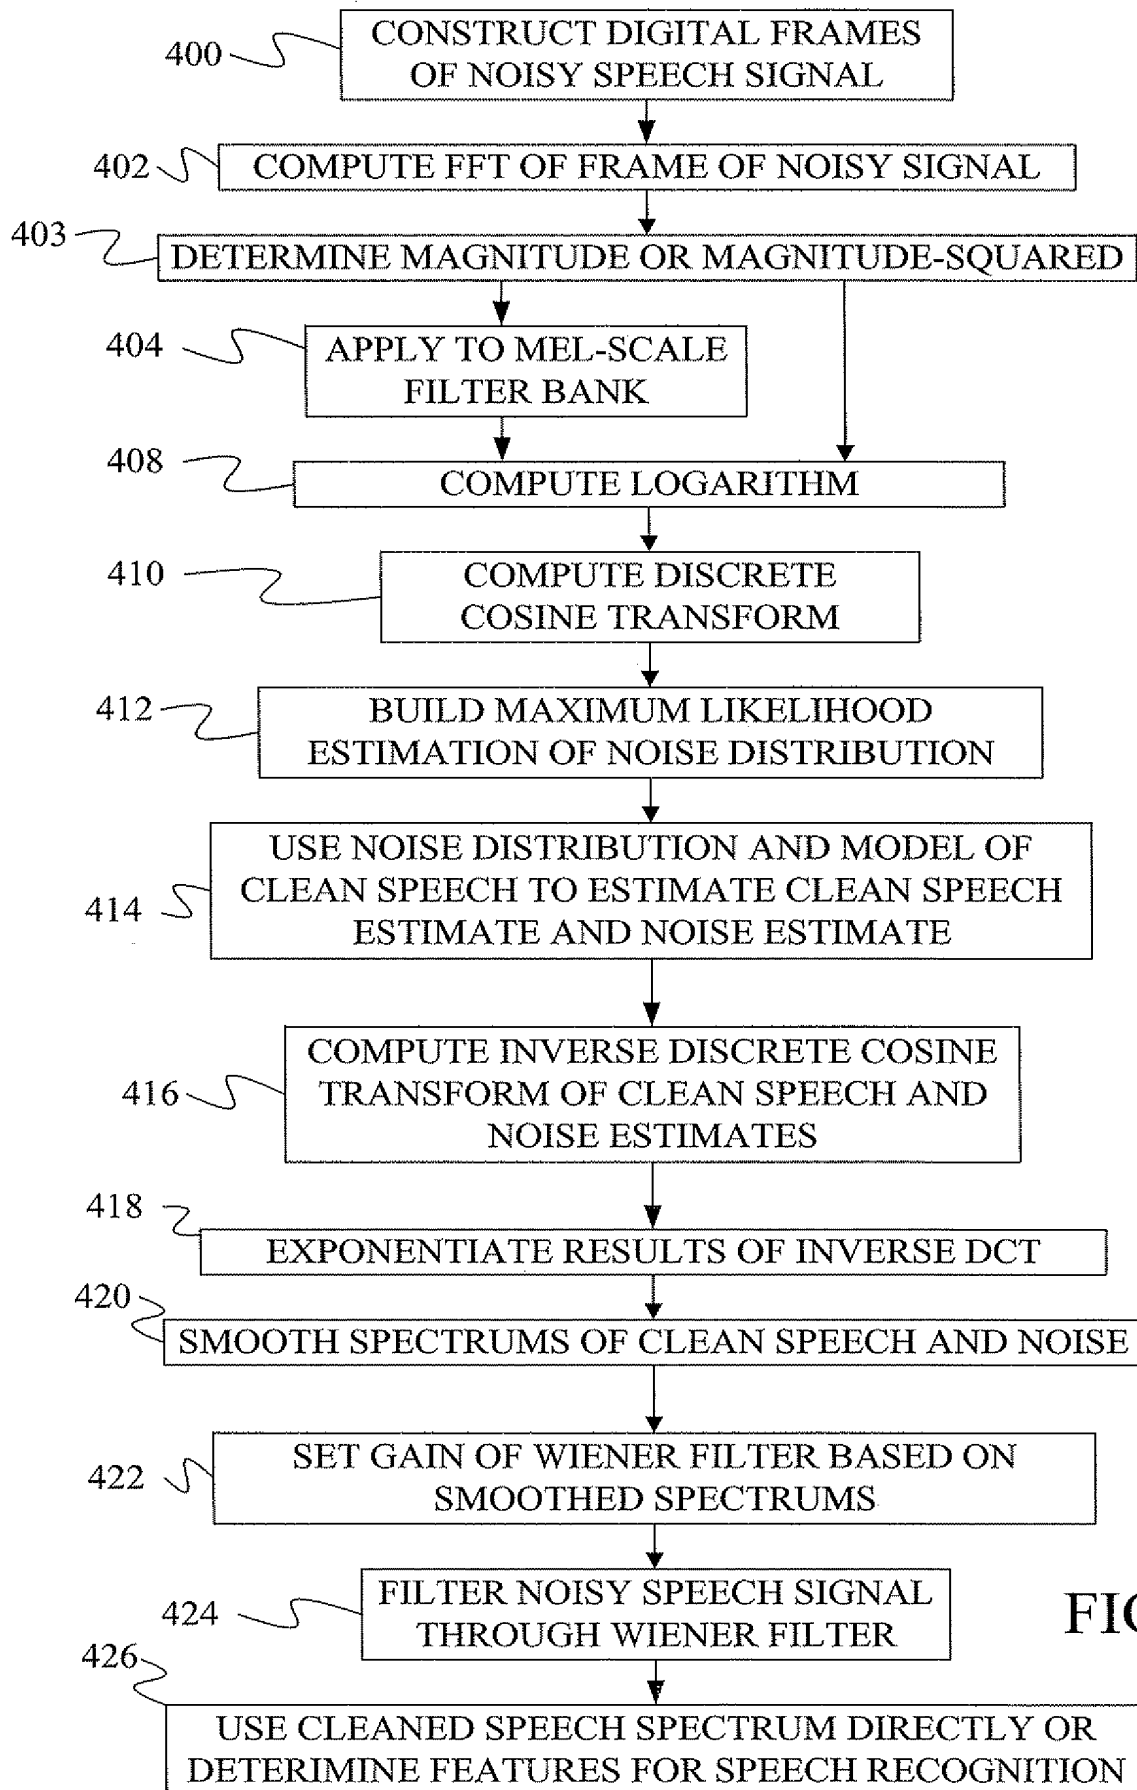 400
CONSTRUCT DIGITAL FRAMES
OF NOISY SPEECH SIGNAL
402
COMPUTE FFT OF FRAME OF NOISY SIGNAL
403
DETERMINE MAGNITUDE OR MAGNITUDE-SQUARED
404
APPLY TO MEL-SCALE
FILTER BANK
408
COMPUTE LOGARITHM
410
COMPUTE DISCRETE
COSINE TRANSFORM
412
BUILD MAXIMUM LIKELIHOOD
ESTIMATION OF NOISE DISTRIBUTION
414
USE NOISE DISTRIBUTION AND MODEL OF
CLEAN SPEECH TO ESTIMATE CLEAN SPEECH
ESTIMATE AND NOISE ESTIMATE
416
COMPUTE INVERSE DISCRETE COSINE
TRANSFORM OF CLEAN SPEECH AND
NOISE ESTIMATES
418
EXPONENTIATE RESULTS OF INVERSE DCT
420
SMOOTH SPECTRUMS OF CLEAN SPEECH AND NOISE
422
SET GAIN OF WIENER FILTER BASED ON
SMOOTHED SPECTRUMS
424
FILTER NOISY SPEECH SIGNAL
THROUGH WIENER FILTER
FIG
426
USE CLEANED SPEECH SPECTRUM DIRECTLY OR
DETERIMINE FEATURES FOR SPEECH RECOGNITION